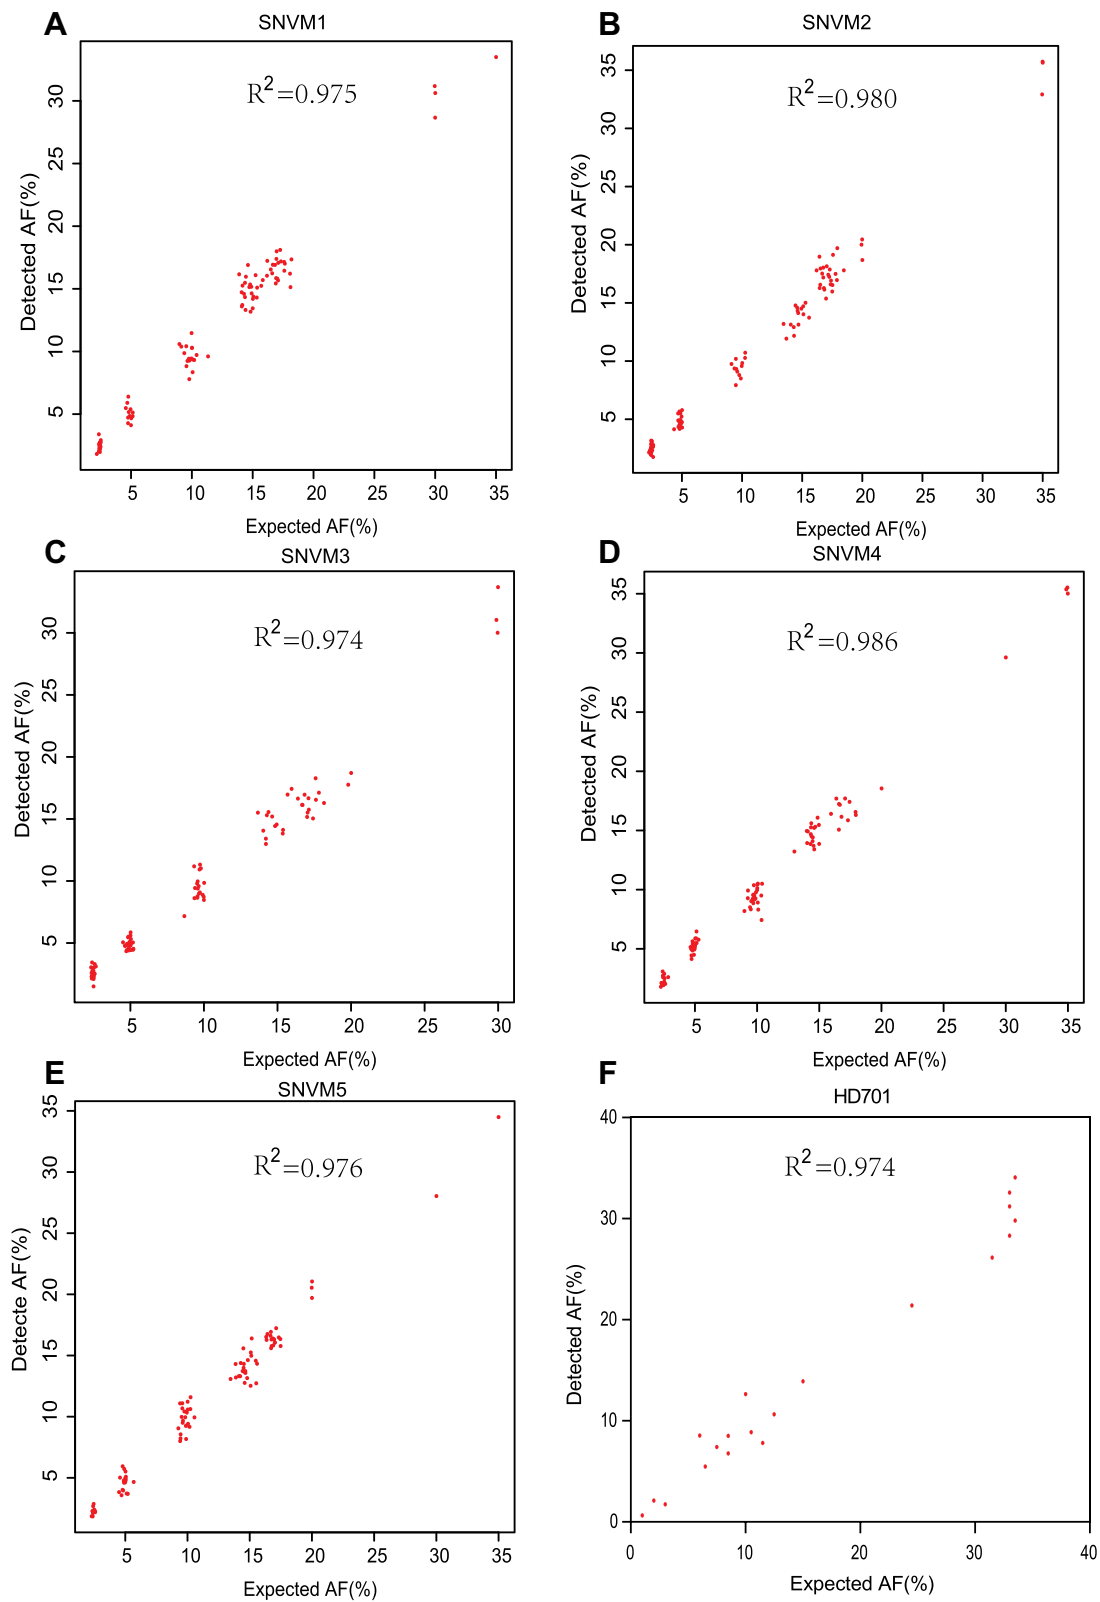 A
SNVM1
R²=0.975
Detected AF(%)
30
25
20
15
10
5
5 10 15 20 25 30 35
Expected AF(%)
B
SNVM2
R²=0.980
Detected AF(%)
35
30
25
20
15
10
5
5 10 15 20 25 30 35
Expected AF(%)
C
SNVM3
R²=0.974
Detected AF(%)
30
25
20
15
10
5
5 10 15 20 25 30
Expected AF(%)
D
SNVM4
R²=0.986
Detected AF(%)
35
30
25
20
15
10
5
5 10 15 20 25 30 35
Expected AF(%)
E
SNVM5
R²=0.976
Detecte AF(%)
35
30
25
20
15
10
5
5 10 15 20 25 30 35
Expected AF(%)
F
HD701
R²=0.974
Detected AF(%)
40
30
20
10
0
0 10 20 30 40
Expected AF(%)